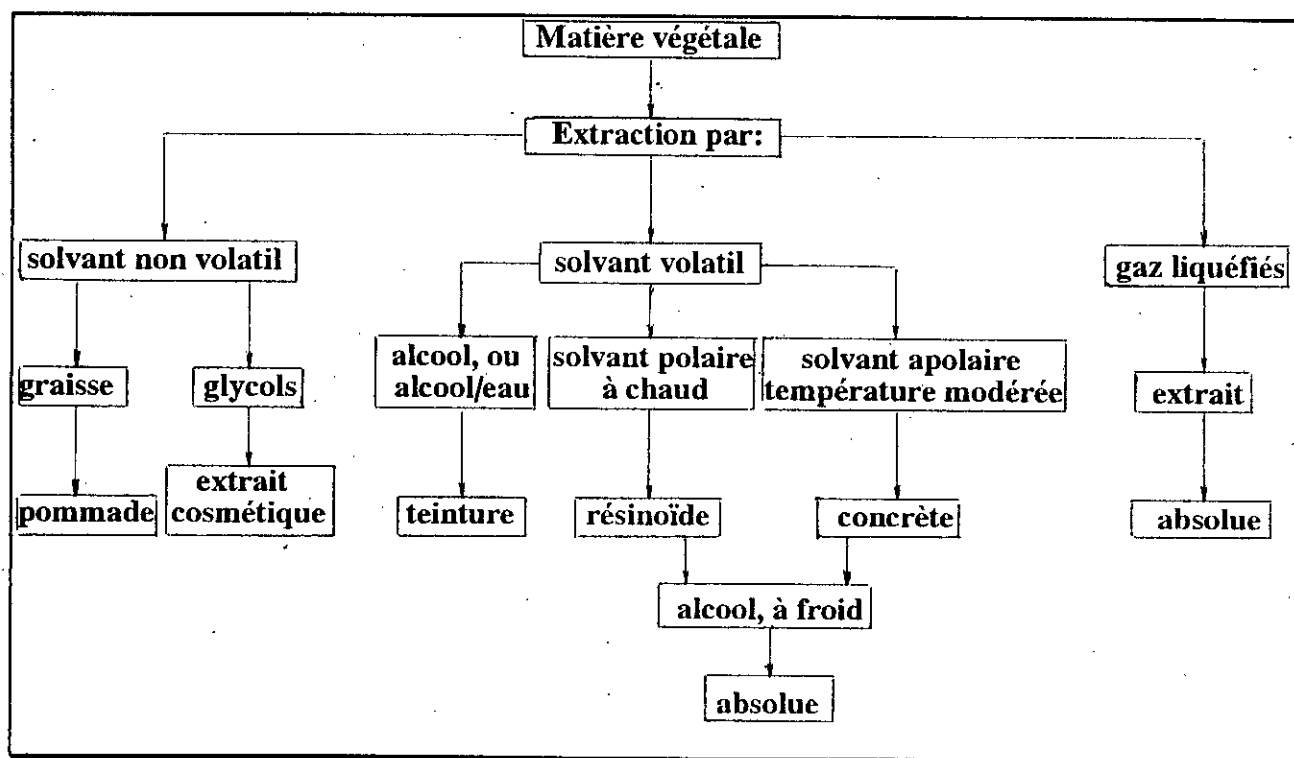 Matière végétale
Extraction par:
solvant non volatil
solvant volatil
gaz liquéfiés
graisse
glycols
alcool, ou
alcool/eau
solvant polaire
à chaud
solvant apolaire
température modérée
extrait
pommade
extrait
cosmétique
teinture
résinoïde
concrète
absolue
alcool, à froid
absolue